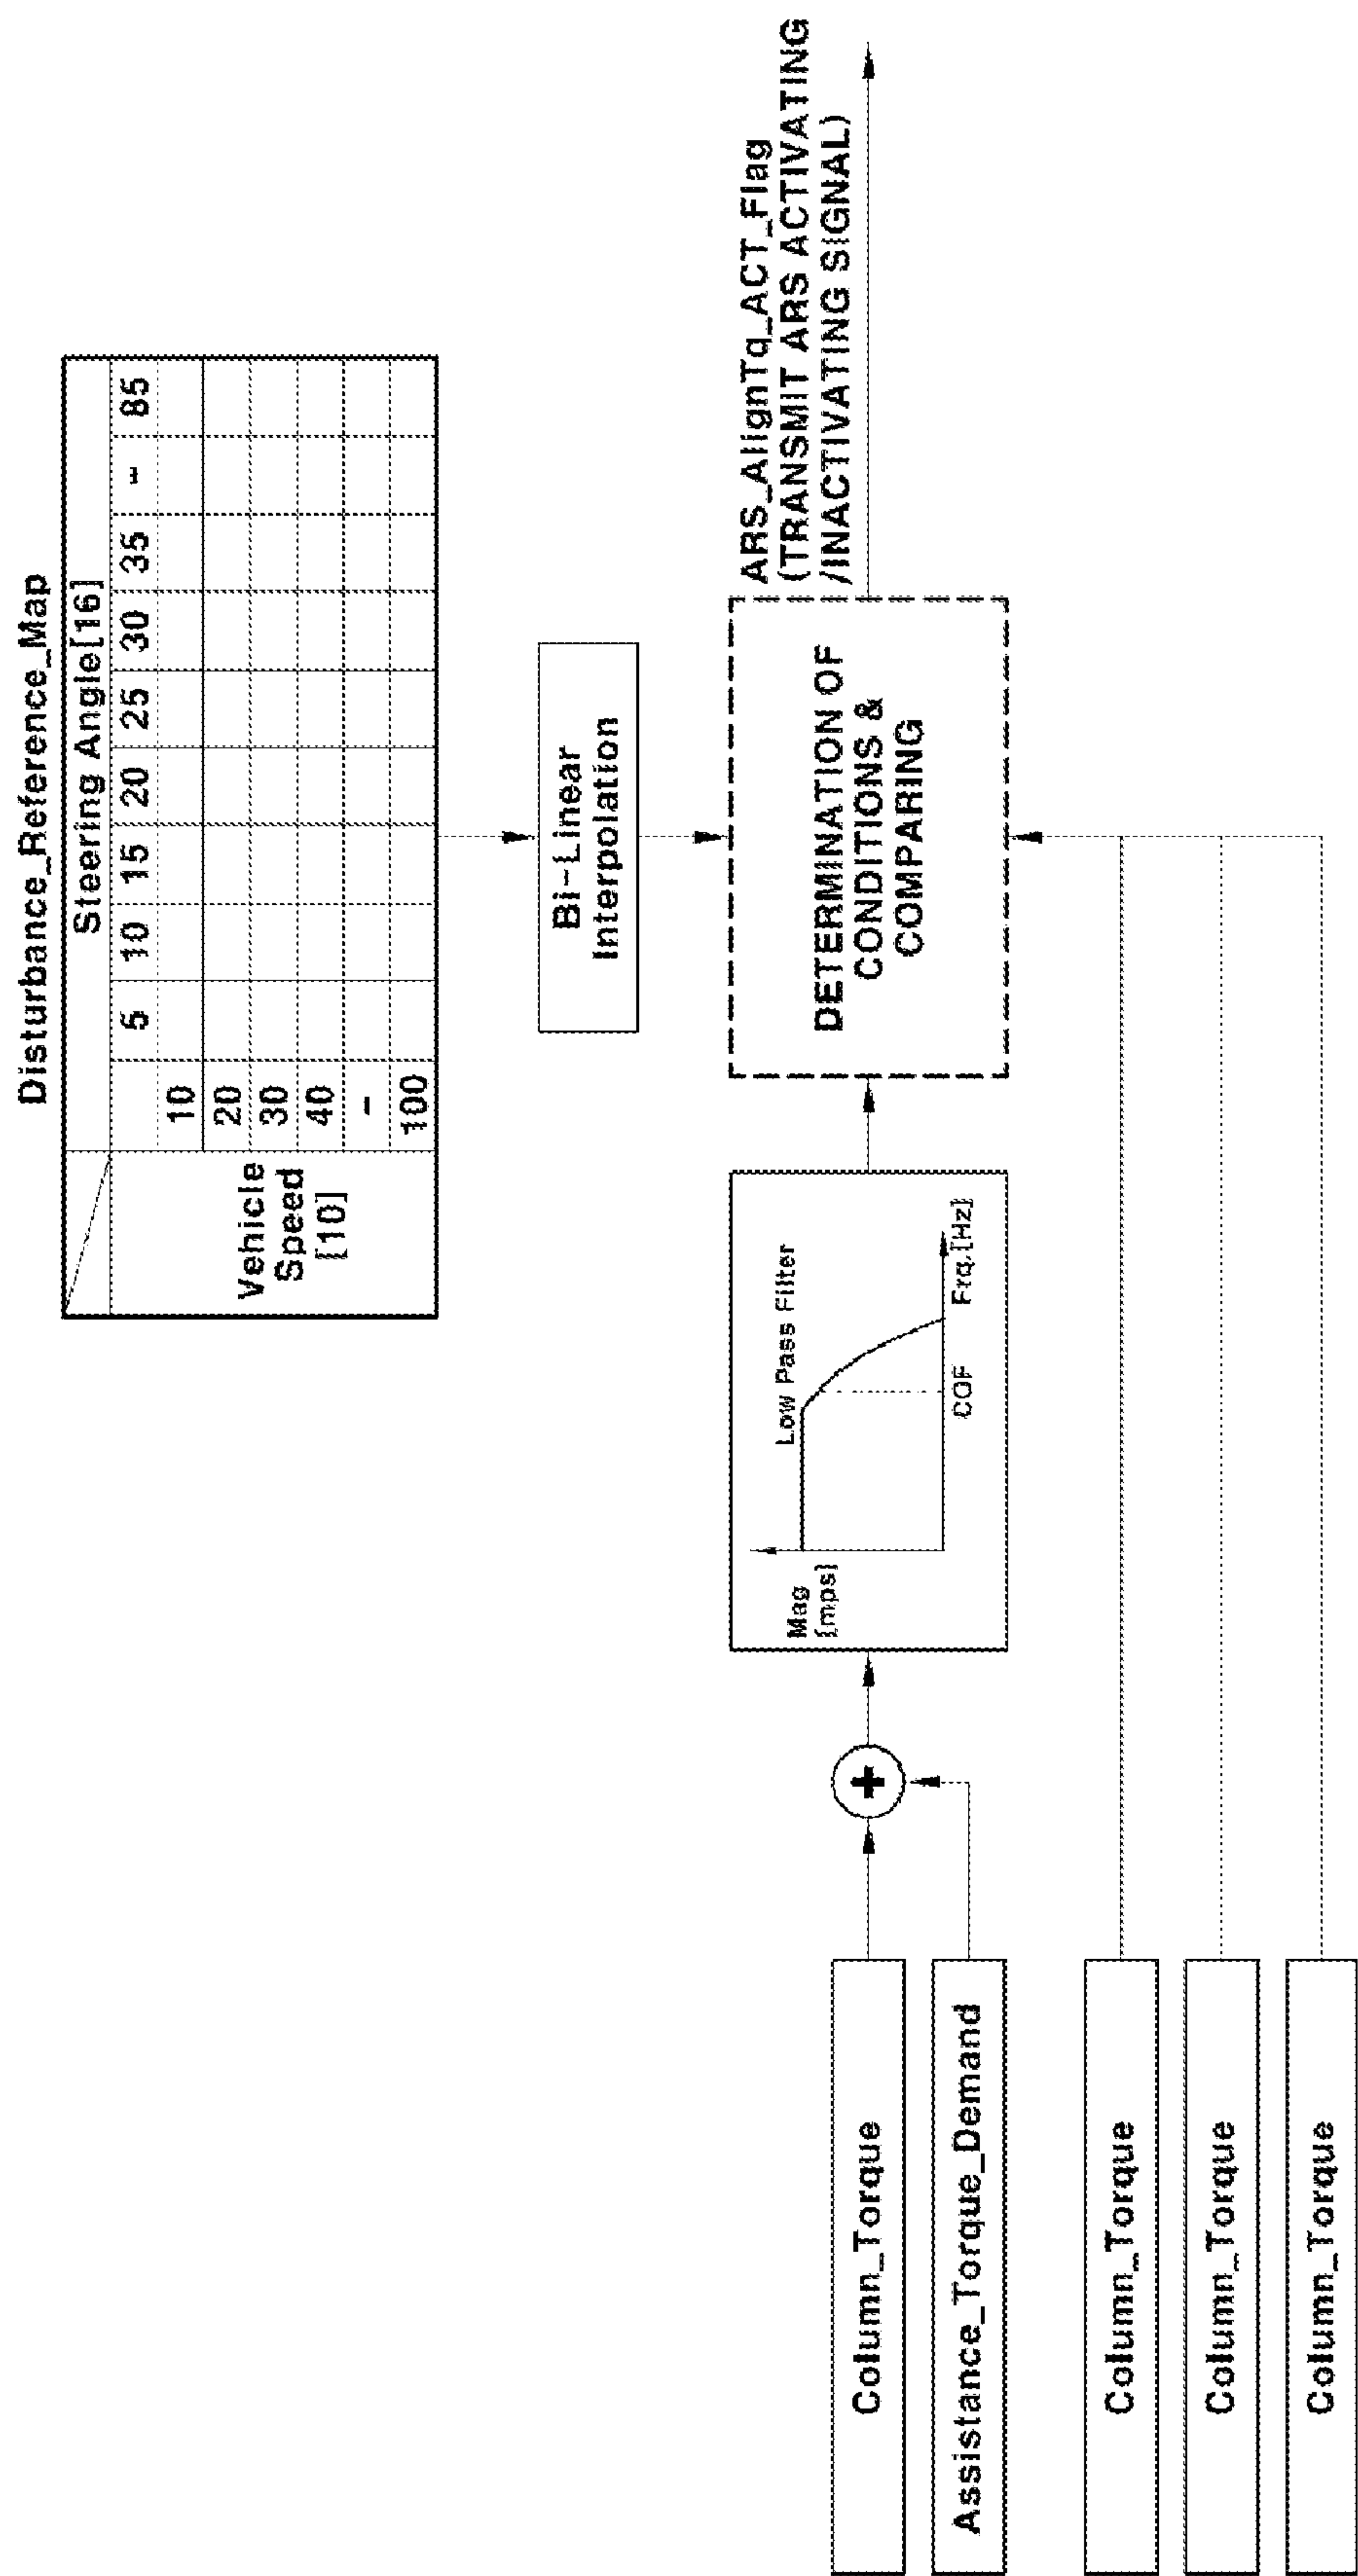 Disturbance_Reference_Map
Steering Angle[16]
5 10 15 20 25 30 35 – 85
Vehicle
Speed
[10]
10
20
30
40
–
100
Bi-Linear
Interpolation
Column_Torque
Assistance_Torque_Demand
+
Mag
[mps]
Low Pass Filter
COF
Frq.[Hz]
DETERMINATION OF
CONDITIONS &
COMPARING
ARS_AlignTq_ACT_Flag
(TRANSMIT ARS ACTIVATING
/INACTIVATING SIGNAL)
Column_Torque
Column_Torque
Column_Torque